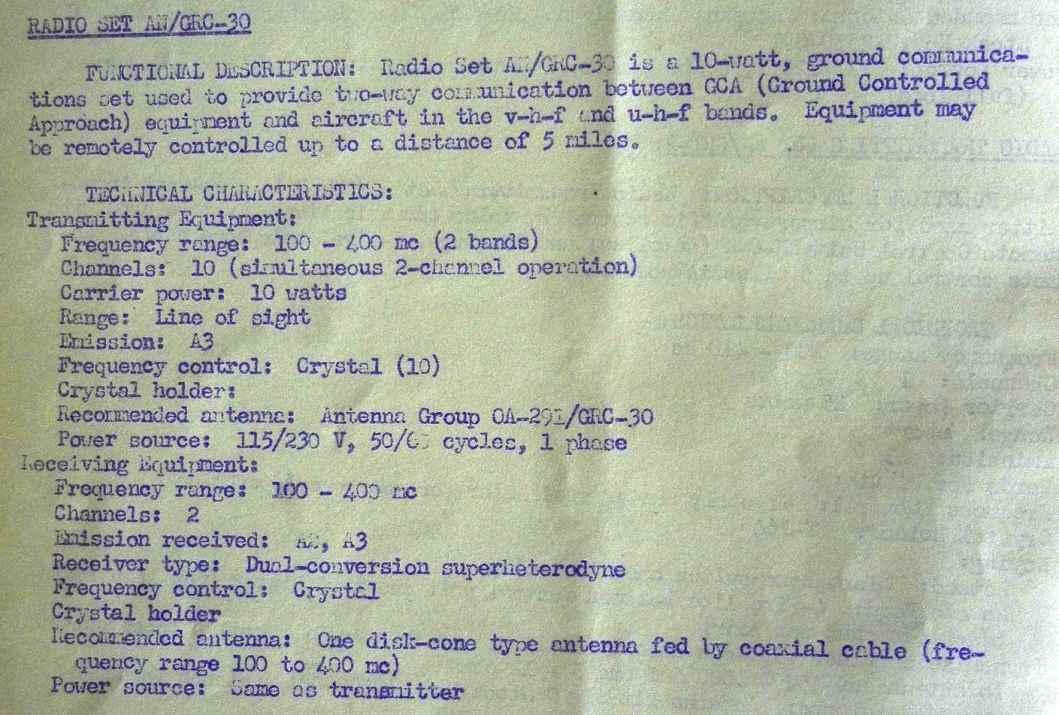 RADIO SET AN/GRC-30
FUNCTIONAL DESCRIPTION: Radio Set AN/GRC-30 is a 10-watt, ground communica-
tions set used to provide two-way communication between GCA (Ground Controlled
Approach) equipment and aircraft in the v-h-f and u-h-f bands. Equipment may
be remotely controlled up to a distance of 5 miles.
TECHNICAL CHARACTERISTICS:
Transmitting Equipment:
Frequency range: 100 - 400 mc (2 bands)
Channels: 10 (simultaneous 2-channel operation)
Carrier power: 10 watts
Range: Line of sight
Emission: A3
Frequency control: Crystal (10)
Crystal holder:
Recommended antenna: Antenna Group OA-291/GRC-30
Power source: 115/230 V, 50/60 cycles, 1 phase
Receiving Equipment:
Frequency range: 100 - 400 mc
Channels: 2
Emission received: A2, A3
Receiver type: Dual-conversion superheterodyne
Frequency control: Crystal
Crystal holder
Recommended antenna: One disk-cone type antenna fed by coaxial cable (fre-
quency range 100 to 400 mc)
Power source: Same as transmitter